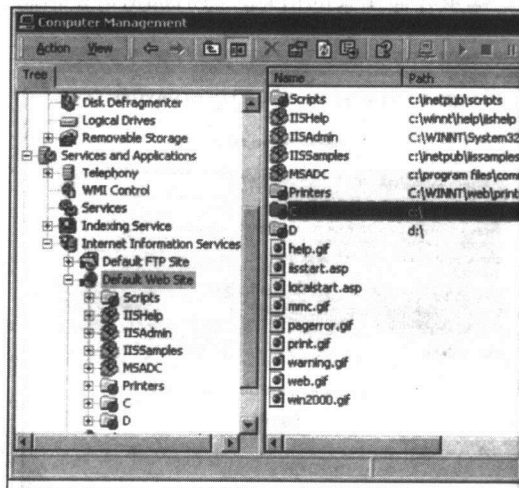 Computer Management
Action View
Tree
Disk Defragmenter
Logical Drives
Removable Storage
Services and Applications
Telephony
WMI Control
Services
Indexing Service
Internet Information Services
Default FTP Site
Default Web Site
Scripts
IISHelp
IISAdmin
IISSamples
MSADC
Printers
C
D
Name Path
Scripts c:\inetpub\scripts
IISHelp c:\winnt\help\iishelp
IISAdmin C:\WINNT\System32
IISSamples c:\inetpub\iissamples
MSADC c:\program files\com
Printers C:\WINNT\web\print
D d:\
help.gif
iisstart.asp
localstart.asp
mmc.gif
pagerror.gif
print.gif
warning.gif
web.gif
win2000.gif